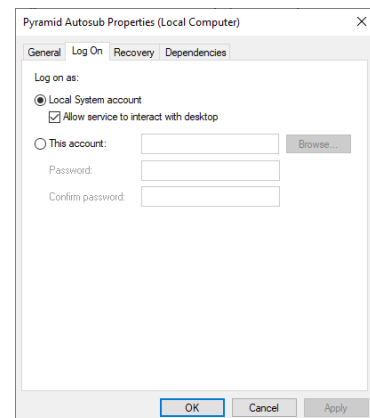 Pyramid Autosub Properties (Local Computer)
General Log On Recovery Dependencies
Log on as:
Local System account
Allow service to interact with desktop
This account: Browse...
Password:
Confirm password:
OK Cancel Apply